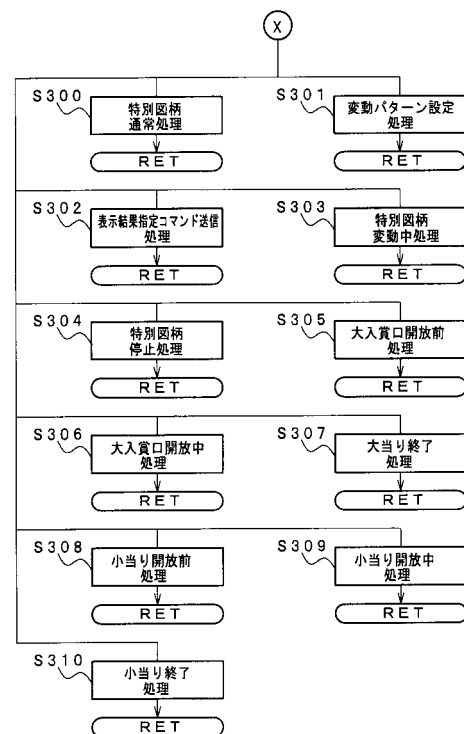 X
S300
特別図柄
通常処理
RET
S301
変動パターン設定
処理
RET
S302
表示結果指定コマンド送信
処理
RET
S303
特別図柄
変動中処理
RET
S304
特別図柄
停止処理
RET
S305
大入賞口開放前
処理
RET
S306
大入賞口開放中
処理
RET
S307
大当り終了
処理
RET
S308
小当り開放前
処理
RET
S309
小当り開放中
処理
RET
S310
小当り終了
処理
RET